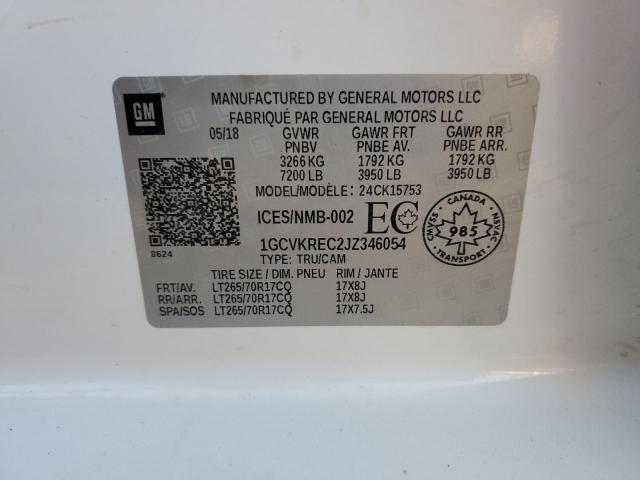 GM
MANUFACTURED BY GENERAL MOTORS LLC
FABRIQUÉ PAR GENERAL MOTORS LLC
05/18 GVWR GAWR FRT GAWR RR
PNBV PNBE AV. PNBE ARR.
3266 KG 1792 KG 1792 KG
7200 LB 3950 LB 3950 LB
MODEL/MODÈLE: 24CK15753
ICES/NMB-002 EC
CANADA
CMVSS 985 NSVAC
1GCVKREC2JZ346054
8624
TYPE: TRU/CAM
TIRE SIZE / DIM. PNEU RIM / JANTE
FRT/AV. LT265/70R17CQ 17X8J
RR/ARR. LT265/70R17CQ 17X8J
SPA/SOS LT265/70R17CQ 17X7.5J